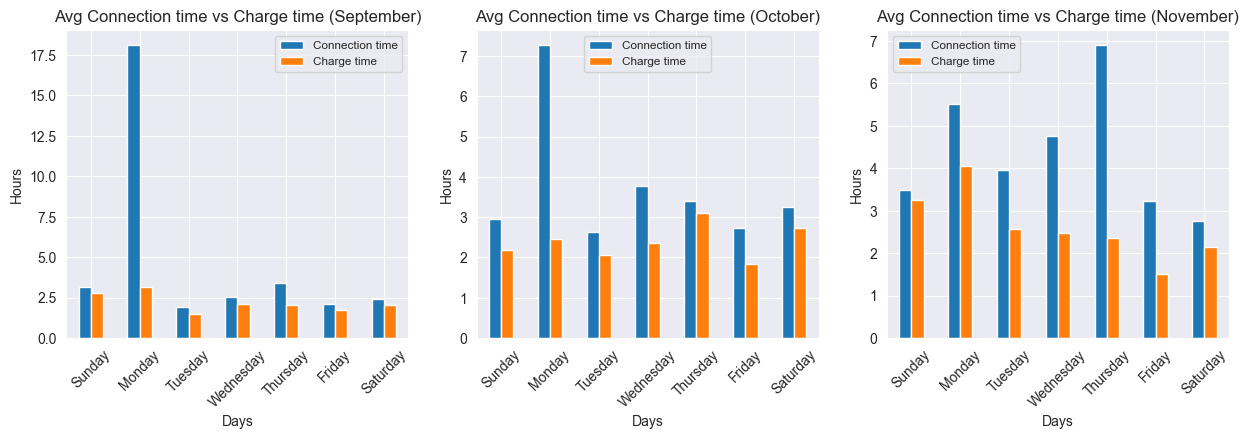 Avg Connection time vs Charge time (September)
Connection time
Charge time
17.5
15.0
12.5
10.0
7.5
5.0
2.5
0.0
Hours
Sunday
Monday
Tuesday
Wednesday
Thursday
Friday
Saturday
Days
Avg Connection time vs Charge time (October)
Connection time
Charge time
7
6
5
4
3
2
1
0
Hours
Sunday
Monday
Tuesday
Wednesday
Thursday
Friday
Saturday
Days
Avg Connection time vs Charge time (November)
Connection time
Charge time
7
6
5
4
3
2
1
0
Hours
Sunday
Monday
Tuesday
Wednesday
Thursday
Friday
Saturday
Days